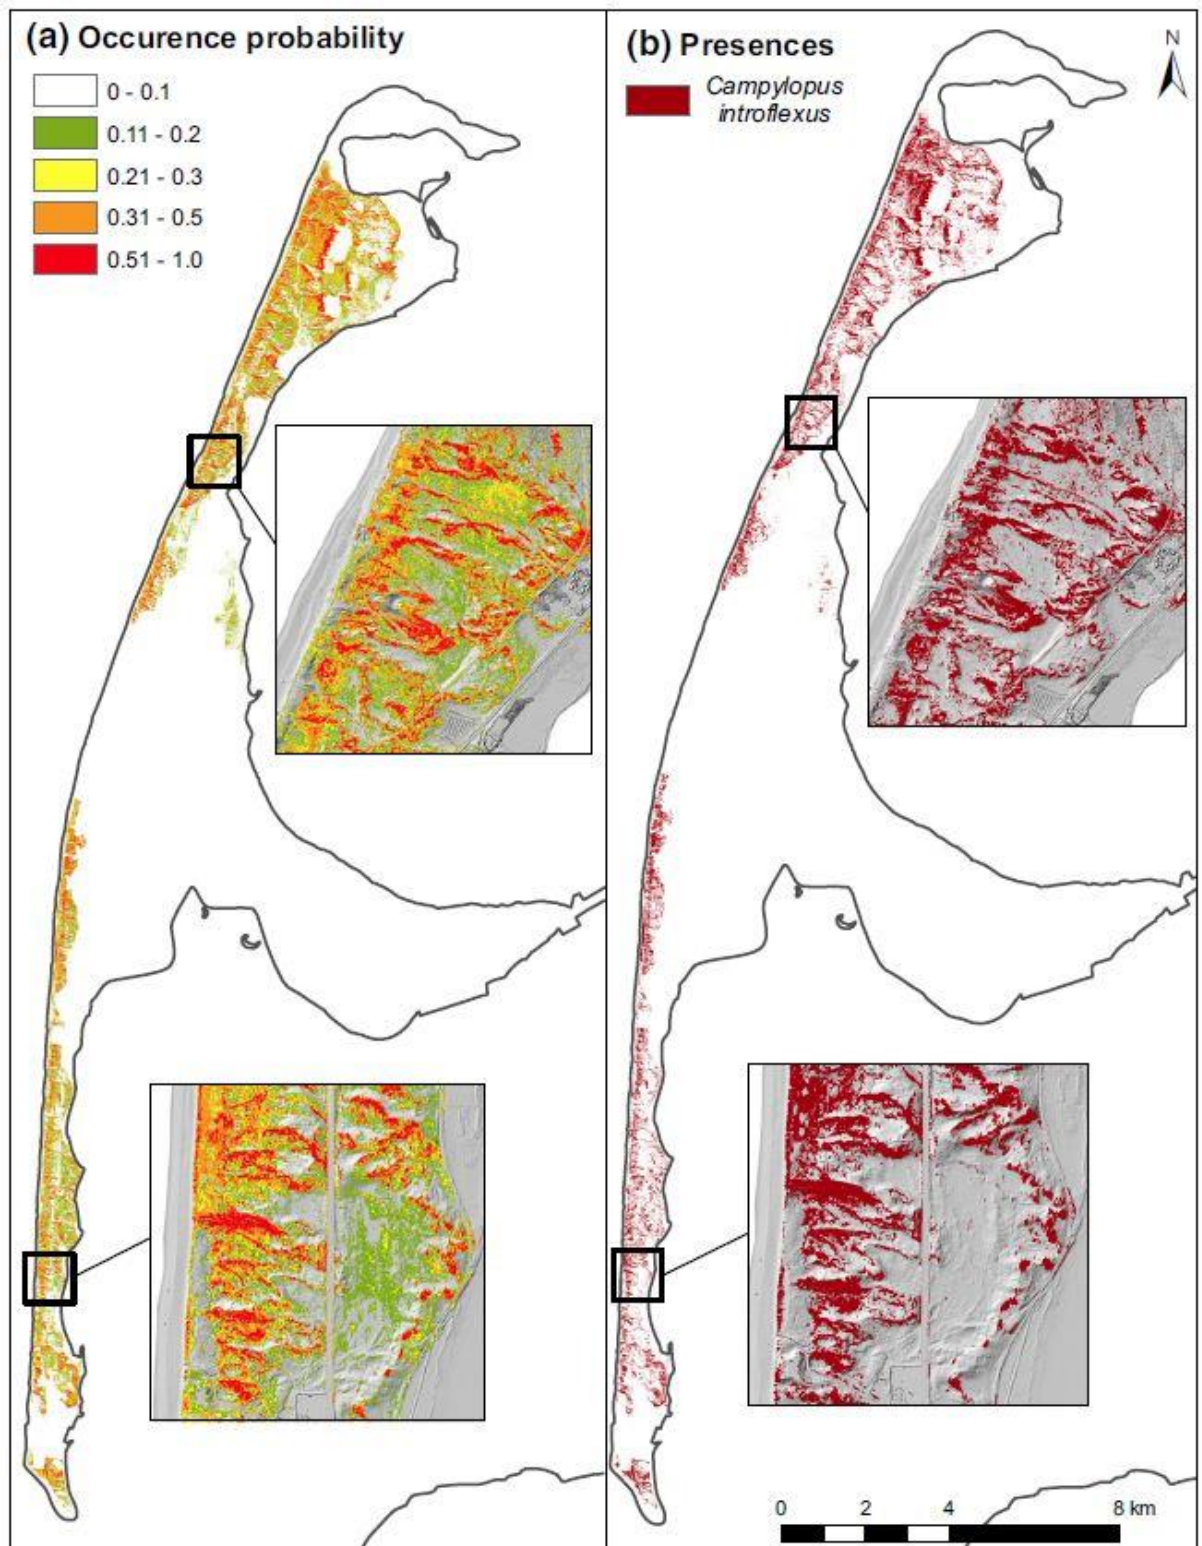 (a) Occurence probability
0 - 0.1
0.11 - 0.2
0.21 - 0.3
0.31 - 0.5
0.51 - 1.0
(b) Presences
Campylopus
introflexus
N
0 2 4 8 km